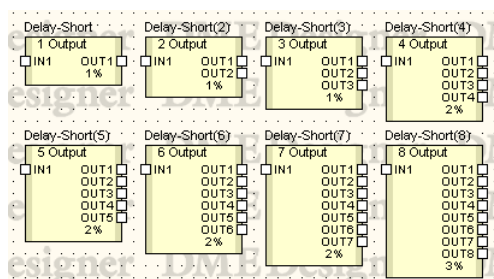 Delay-Short
1 Output
IN1 OUT1
1%
Delay-Short(2)
2 Output
IN1 OUT1
OUT2
1%
Delay-Short(3)
3 Output
IN1 OUT1
OUT2
OUT3
1%
Delay-Short(4)
4 Output
IN1 OUT1
OUT2
OUT3
OUT4
2%
Delay-Short(5)
5 Output
IN1 OUT1
OUT2
OUT3
OUT4
OUT5
2%
Delay-Short(6)
6 Output
IN1 OUT1
OUT2
OUT3
OUT4
OUT5
OUT6
2%
Delay-Short(7)
7 Output
IN1 OUT1
OUT2
OUT3
OUT4
OUT5
OUT6
OUT7
2%
Delay-Short(8)
8 Output
IN1 OUT1
OUT2
OUT3
OUT4
OUT5
OUT6
OUT7
OUT8
3%